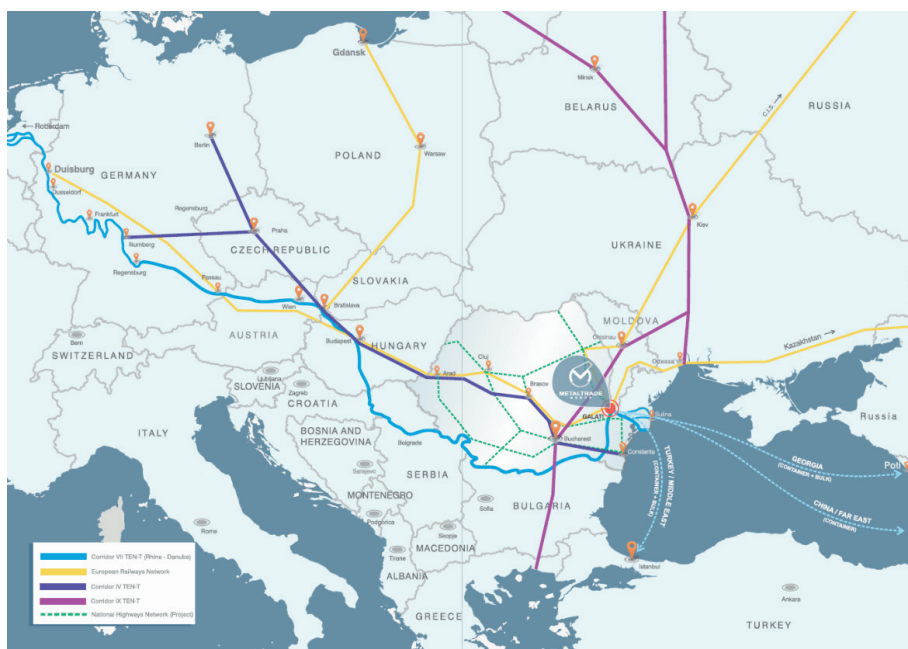 Gdansk
Minsk
BELARUS
RUSSIA
C.I.S.
Rotterdam
Berlin
POLAND
Warsaw
Duisburg
GERMANY
Dusseldorf
Frankfurt
Regensburg
Praha
Kiev
Nurnberg
CZECH REPUBLIC
UKRAINE
Regensburg
Passau
SLOVAKIA
Wien
Bratislava
MOLDOVA
Bern
AUSTRIA
Budapest
HUNGARY
Chisinau
Kazakhstan
SWITZERLAND
Cluj
Odessa
Ljubljana
SLOVENIA
Arad
METALTRADE
Zagreb
CROATIA
Brasov
GALATI
Sulina
Russia
ITALY
BOSNIA AND
HERZEGOVINA
Belgrade
Bucharest
Constanta
Sarajevo
SERBIA
GEORGIA
(CONTAINER + BULK)
Poti
TURKEY / MIDDLE EAST
(CONTAINER + BULK)
MONTENEGRO
Sofia
BULGARIA
CHINA / FAR EAST
(CONTAINER)
Rome
Podgorios
Skopje
MACEDONIA
Tirane
Istanbul
ALBANIA
Ankara
GREECE
TURKEY
Corridor VII TEN-T (Rhine - Danube)
European Railways Network
Corridor IV TEN-T
Corridor IX TEN-T
National Highways Network (Project)